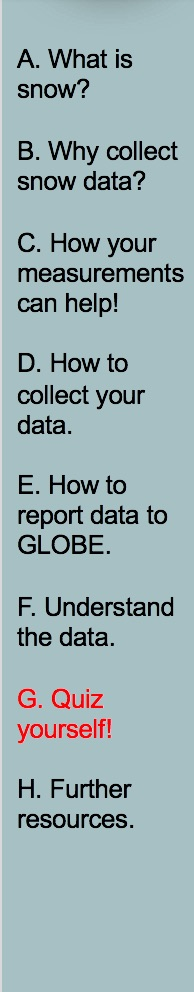 A. What is
snow?
B. Why collect
snow data?
C. How your
measurements
can help!
D. How to
collect your
data.
E. How to
report data to
GLOBE.
F. Understand
the data.
G. Quiz
yourself!
H. Further
resources.